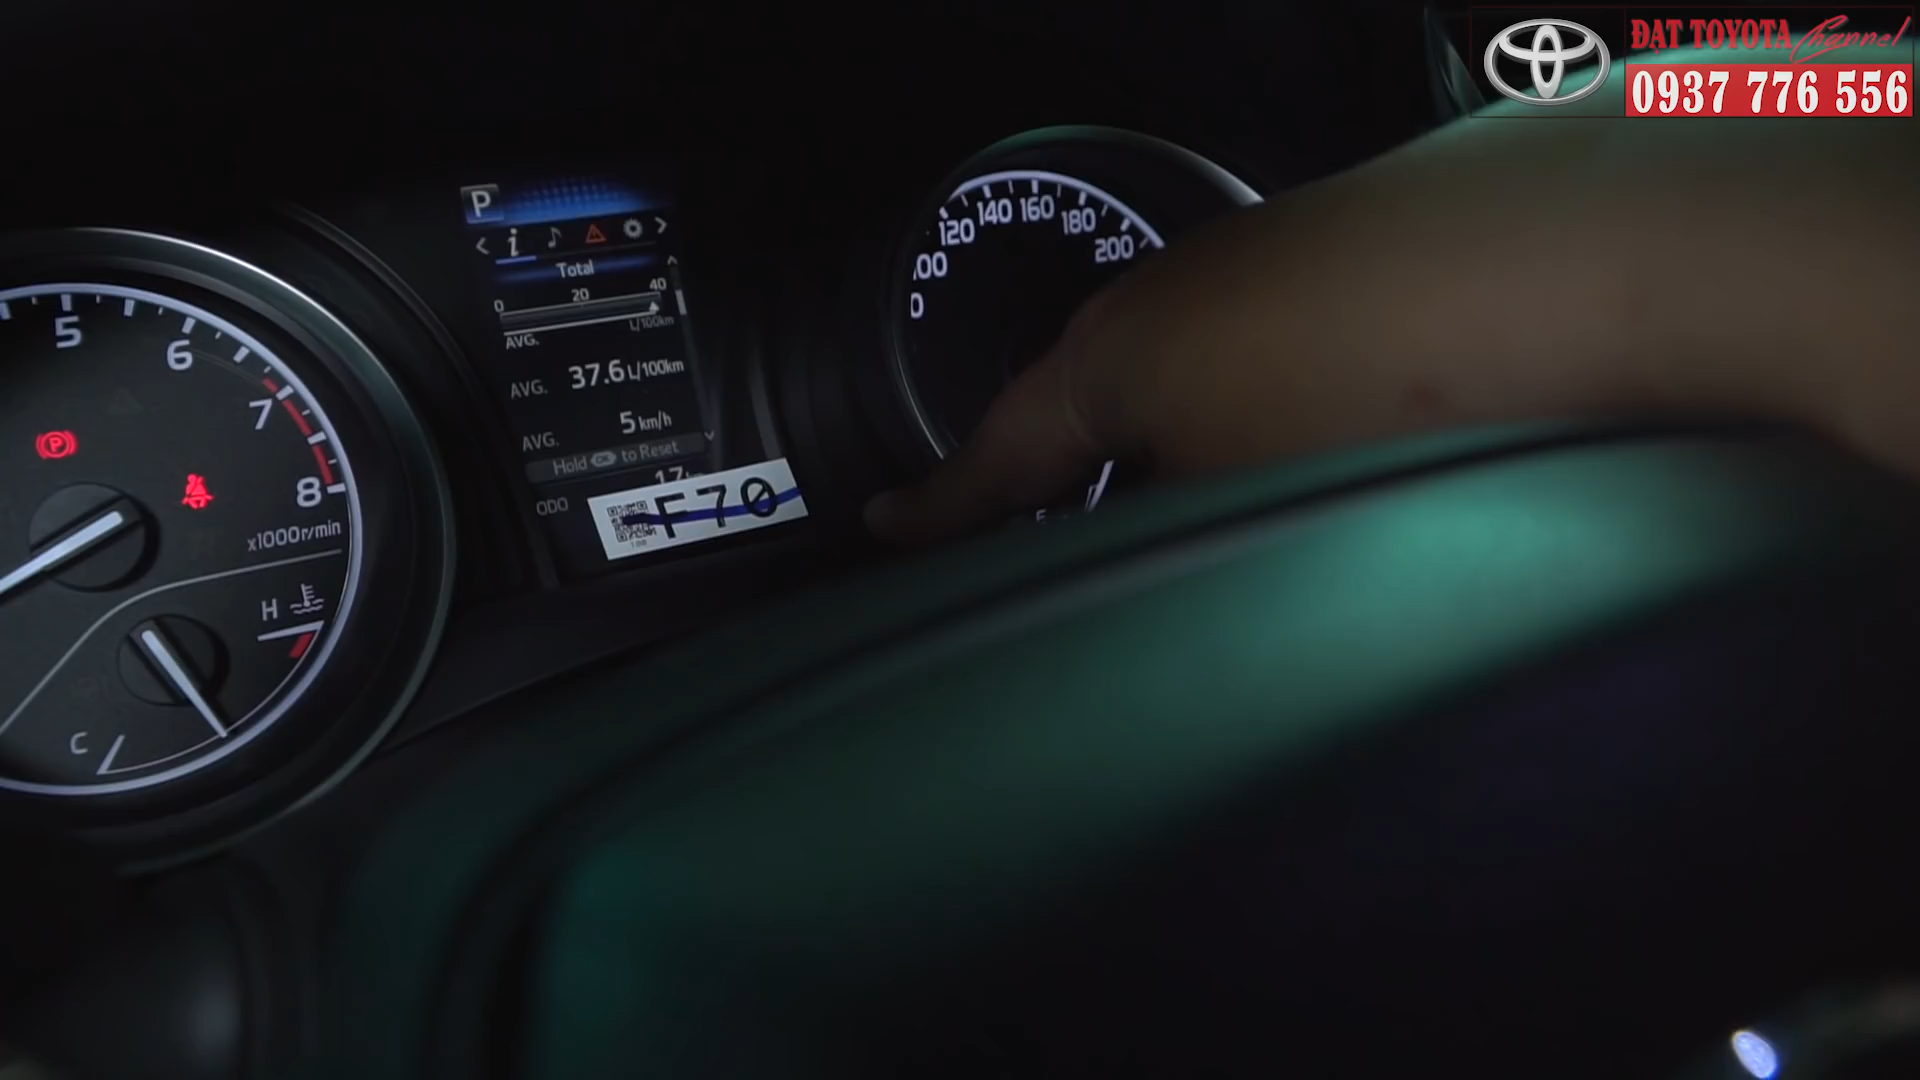 ĐẠT TOYOTA Channel
0937 776 556
P
i
Total
0 20 40
L/100km
AVG.
AVG. 37.6 L/100km
AVG. 5 km/h
Hold OK to Reset
ODO 17
F70
5
6
7
8
x1000r/min
H
C
120 140 160 180 200